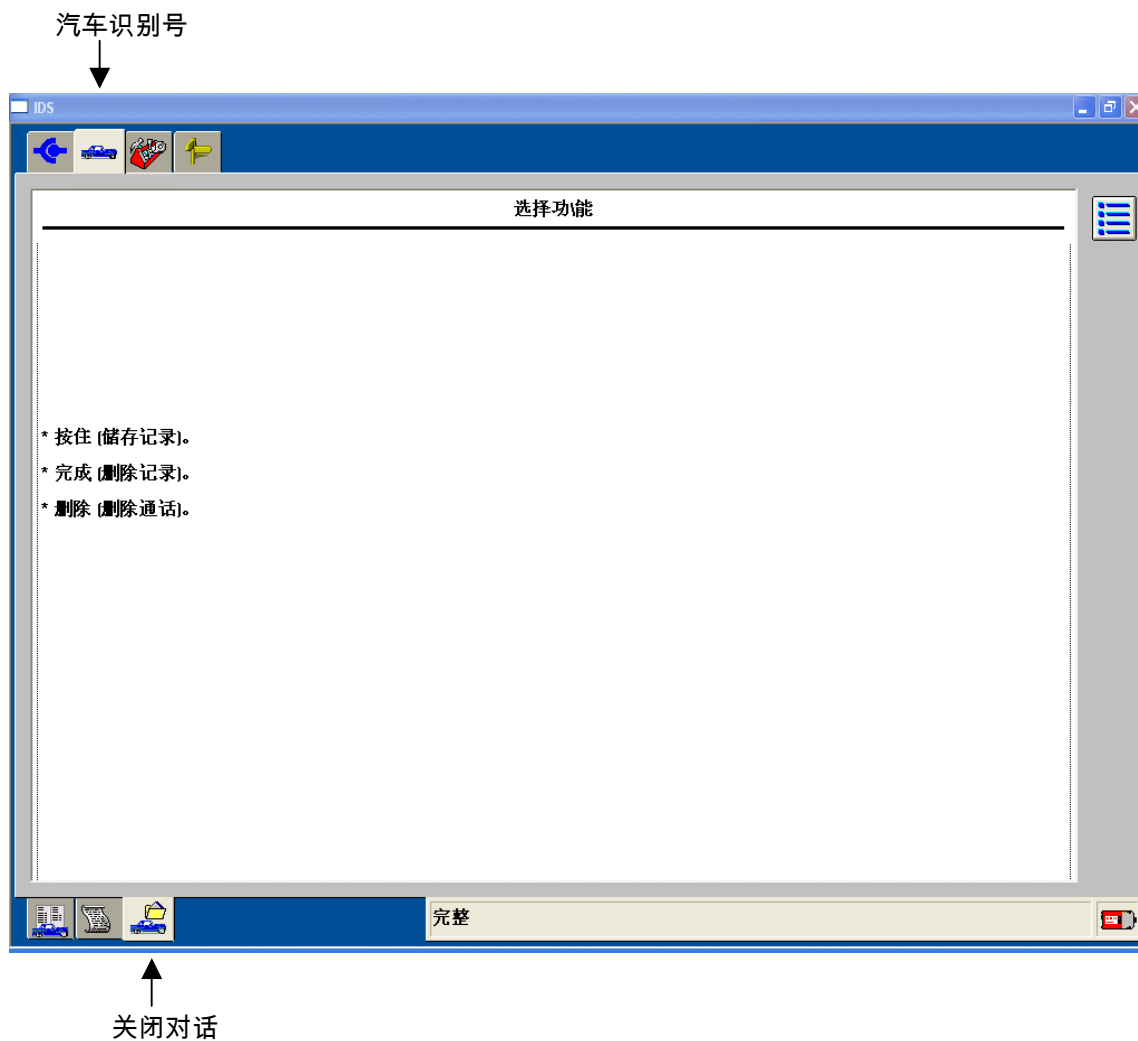 汽车识别号
IDS
选择功能
* 按住 (储存记录)。
* 完成 (删除记录)。
* 删除 (删除通话)。
完整
关闭对话